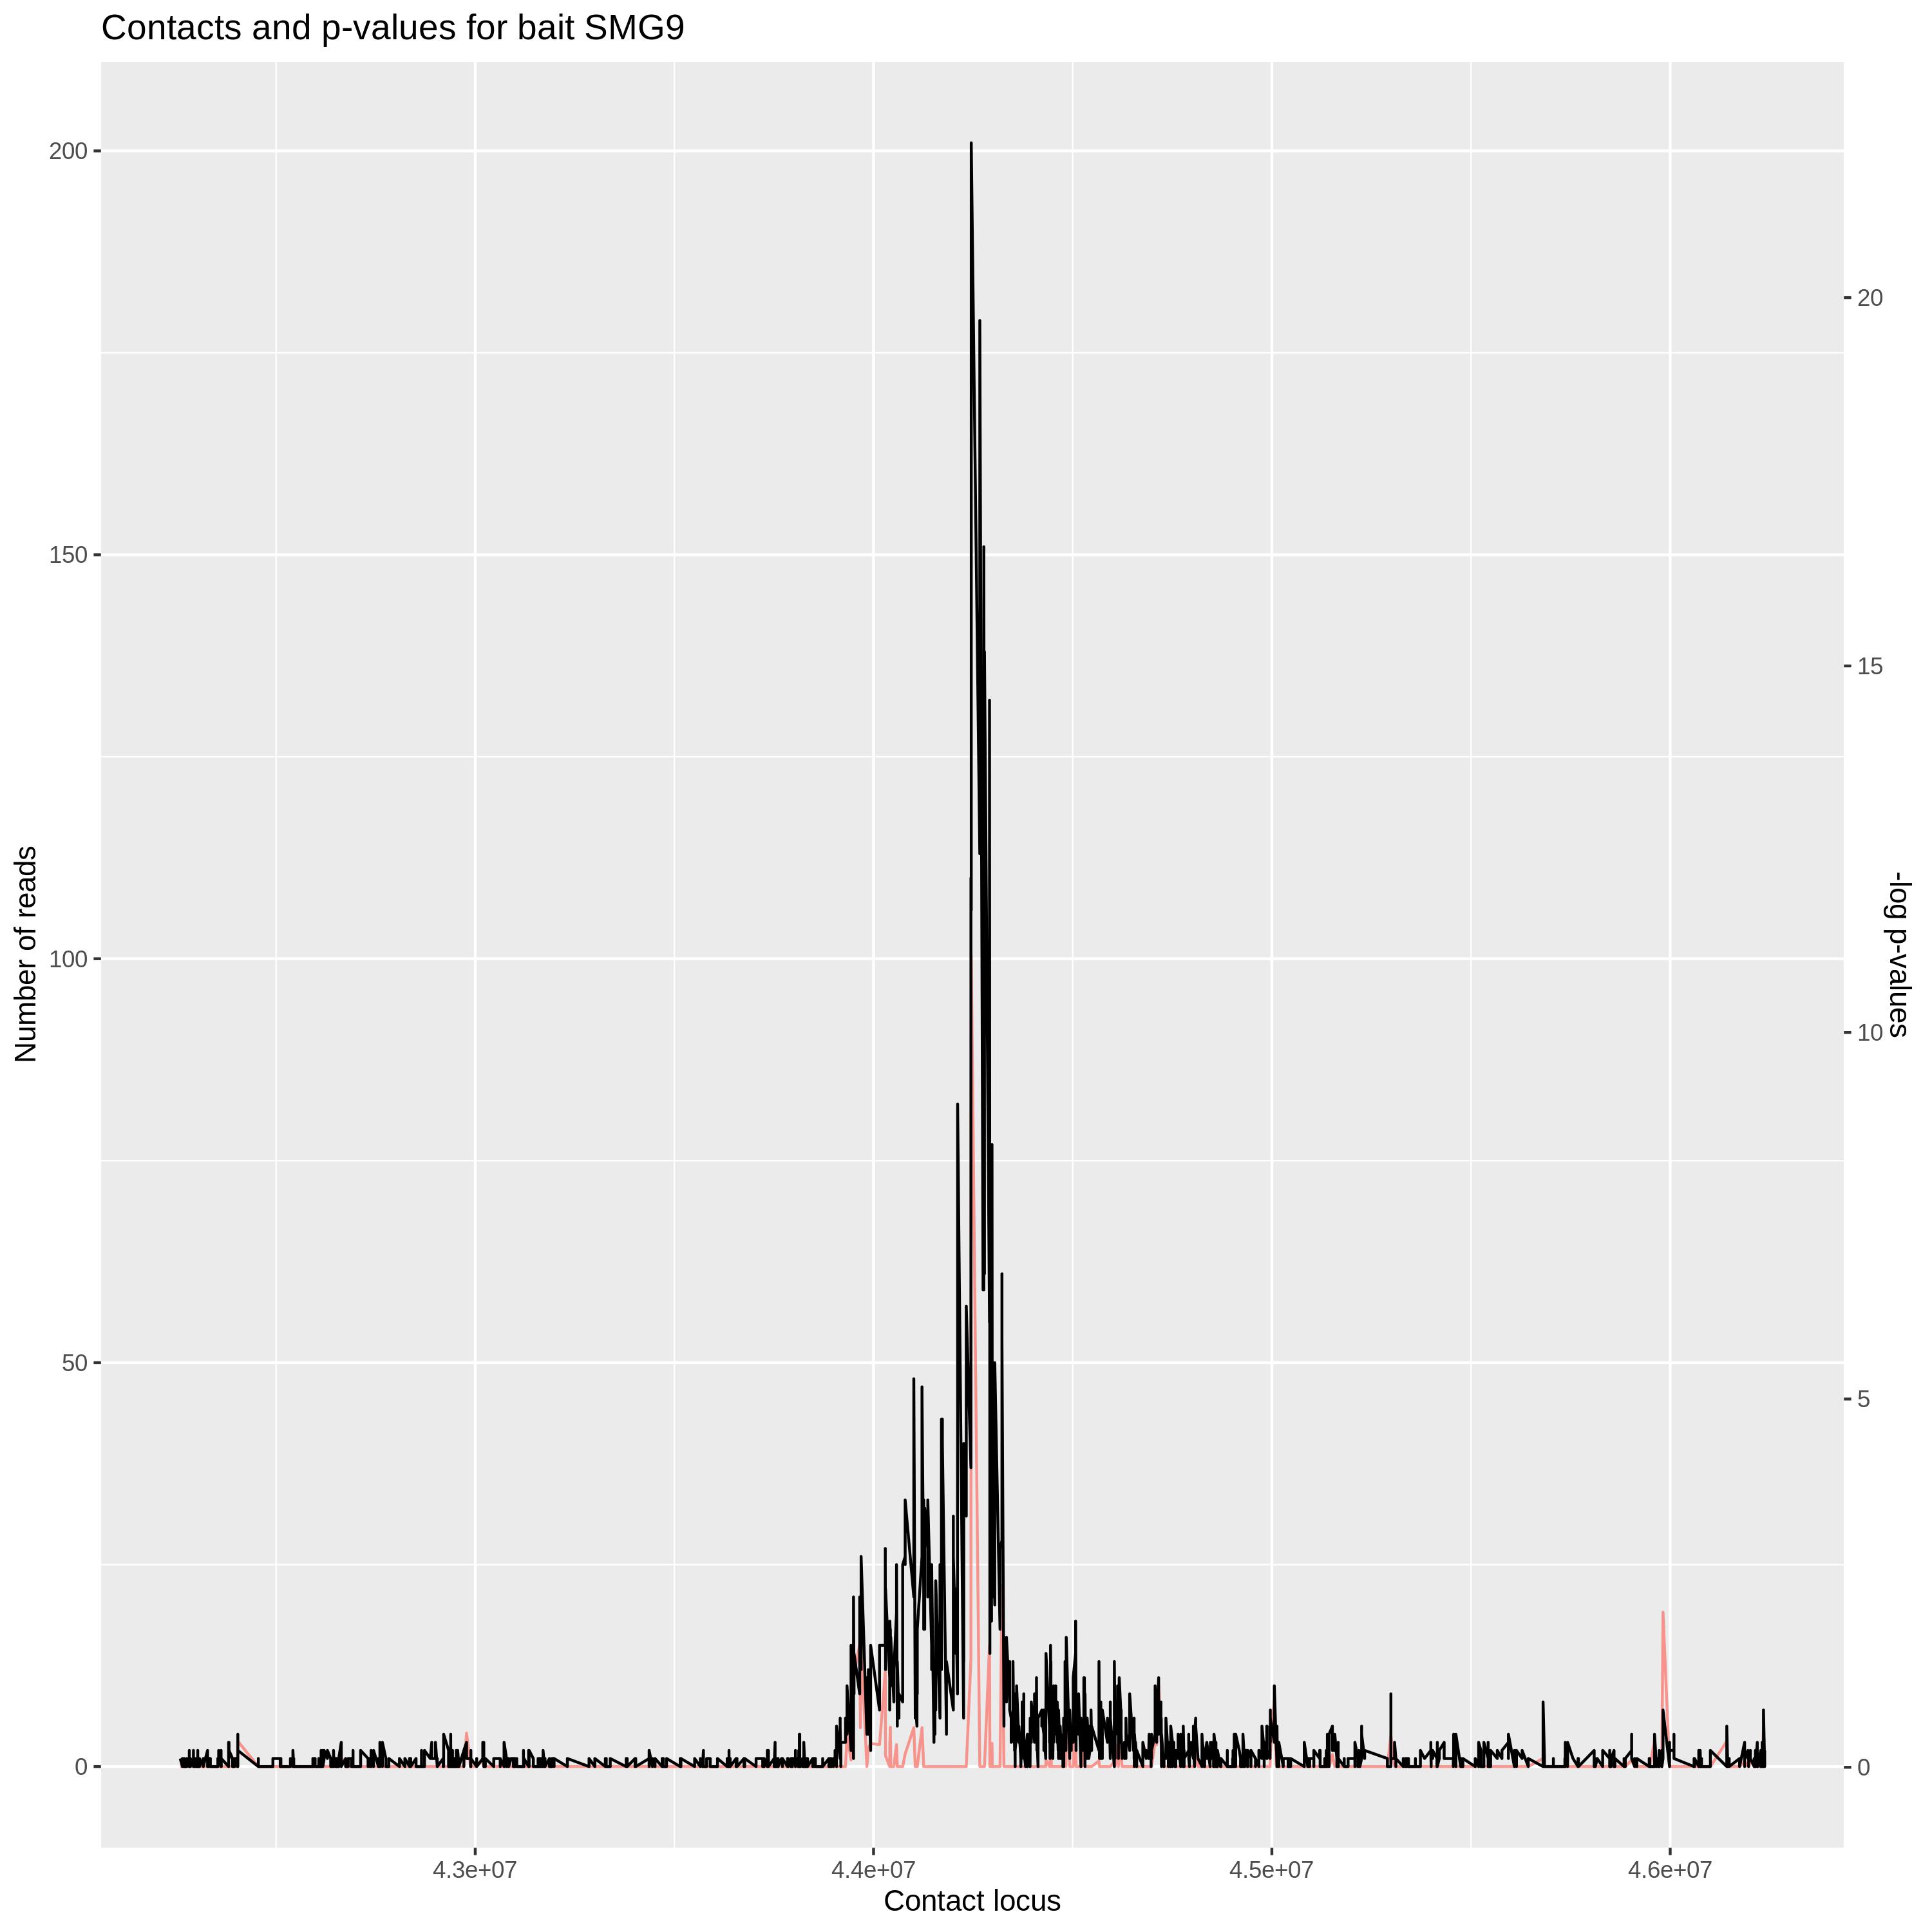 Contacts and p-values for bait SMG9
200
150
100
50
0
Number of reads
20
15
10
5
0
-log p-values
4.3e+07
4.4e+07
4.5e+07
4.6e+07
Contact locus